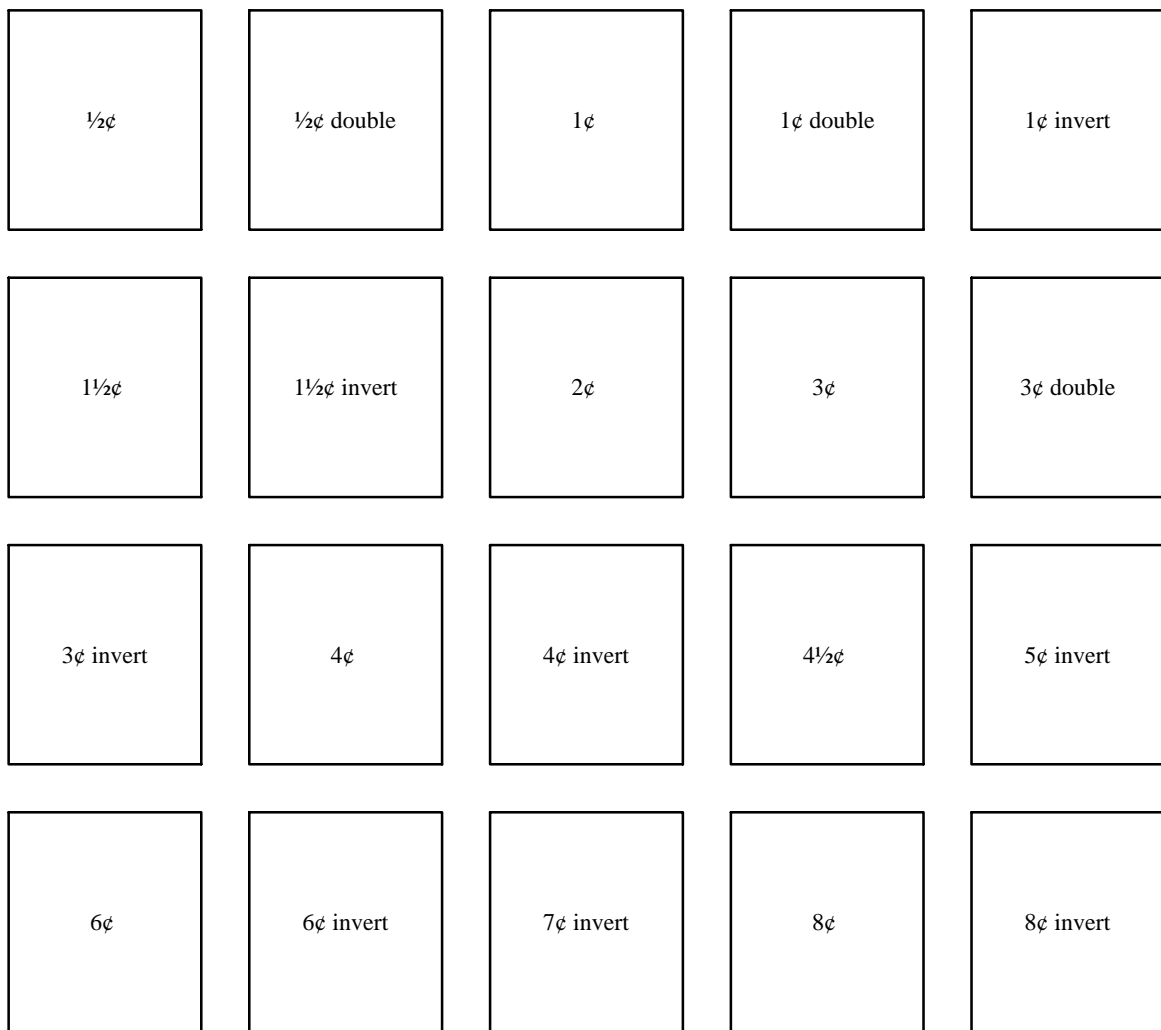 ½¢ ½¢ double 1¢ 1¢ double 1¢ invert
1½¢ 1½¢ invert 2¢ 3¢ 3¢ double
3¢ invert 4¢ 4¢ invert 4½¢ 5¢ invert
6¢ 6¢ invert 7¢ invert 8¢ 8¢ invert